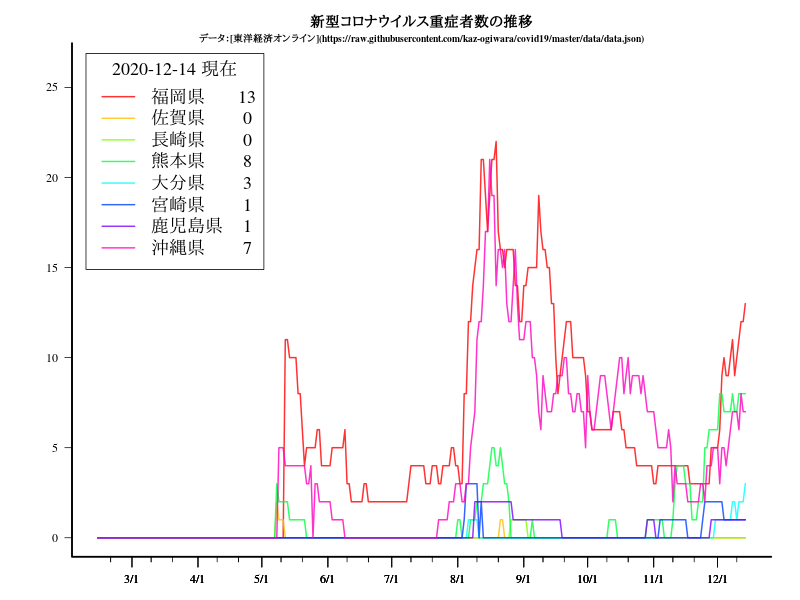 新型コロナウイルス重症者数の推移
データ:[東洋経済オンライン](https://raw.githubusercontent.com/kaz-ogiwara/covid19/master/data/data.json)
2020-12-14 現在
福岡県 13
佐賀県 0
長崎県 0
熊本県 8
大分県 3
宮崎県 1
鹿児島県 1
沖縄県 7
25
20
15
10
5
0
3/1 4/1 5/1 6/1 7/1 8/1 9/1 10/1 11/1 12/1